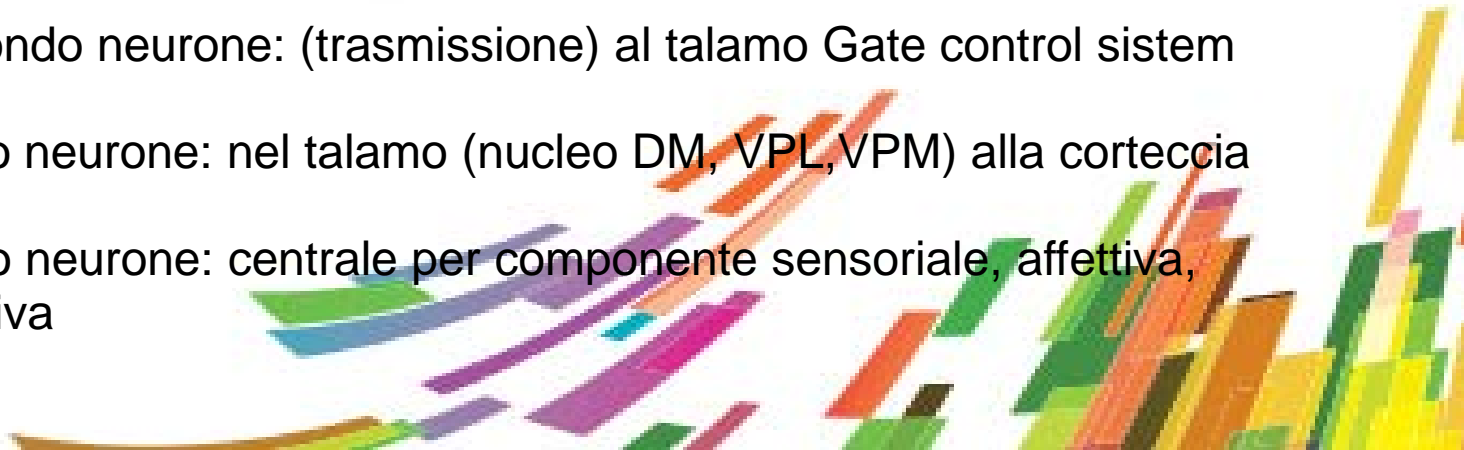 ondo neurone: (trasmissione) al talamo Gate control sistem
o neurone: nel talamo (nucleo DM, VPL,VPM) alla corteccia
o neurone: centrale per componente sensoriale, affettiva,
iva